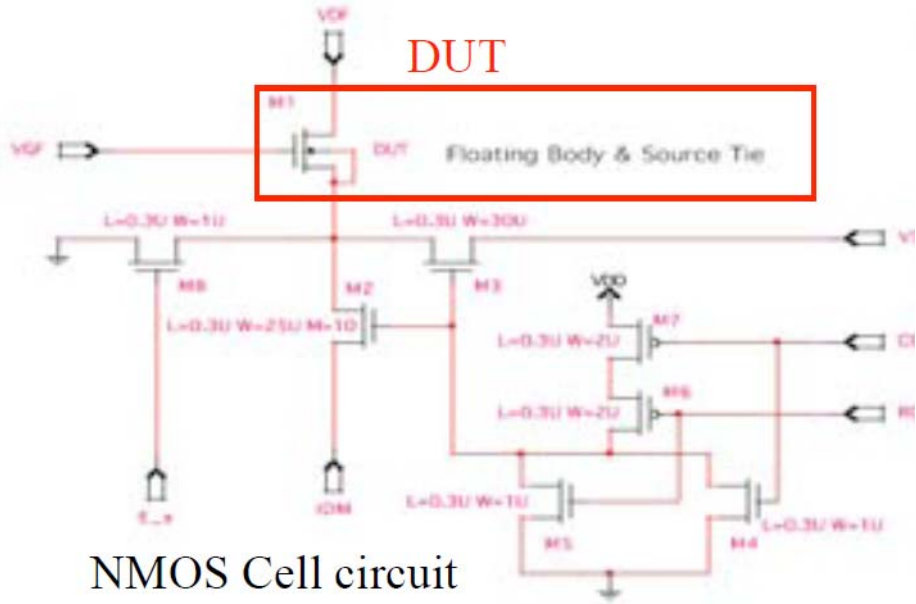 VDF
DUT
M1
VGF
DUT
Floating Body & Source Tie
L=0.3U W=1U
L=0.3U W=30U
M8
M3
M2
VDD
L=0.3U W=25U M=10
M7
L=0.3U W=2U
M6
L=0.3U W=2U
L=0.3U W=1U
M5
M4
L=0.3U W=1U
NMOS Cell circuit